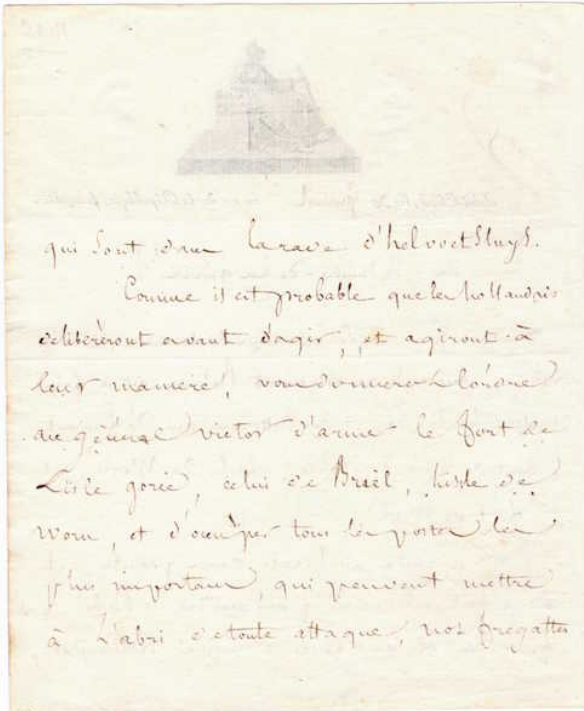 qui sont dans la rade d'helvoetsluys.
Comme il est probable que les hollandais
delibèreront avant d'agir, et agiront à
leur maniere, vous donnerez l'ordre
au général victor d'armer le fort de
L'isle gorée, celui de Briel, l'isle de
worn, et d'occuper tous les postes les
plus importans, qui peuvent mettre
à L'abri de toute attaque, nos fregattes